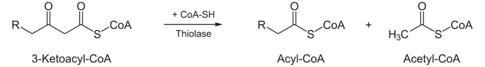 O O O O
R S CoA + CoA-SH R S CoA + H₃C S CoA
Thiolase
3-Ketoacyl-CoA Acyl-CoA Acetyl-CoA